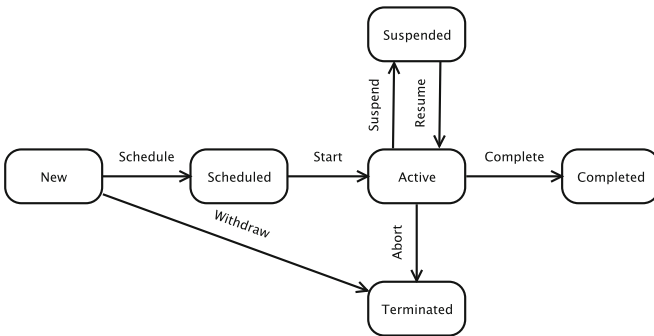 Suspended
Suspend
Resume
Schedule
Start
Complete
New
Scheduled
Active
Completed
Withdraw
Abort
Terminated